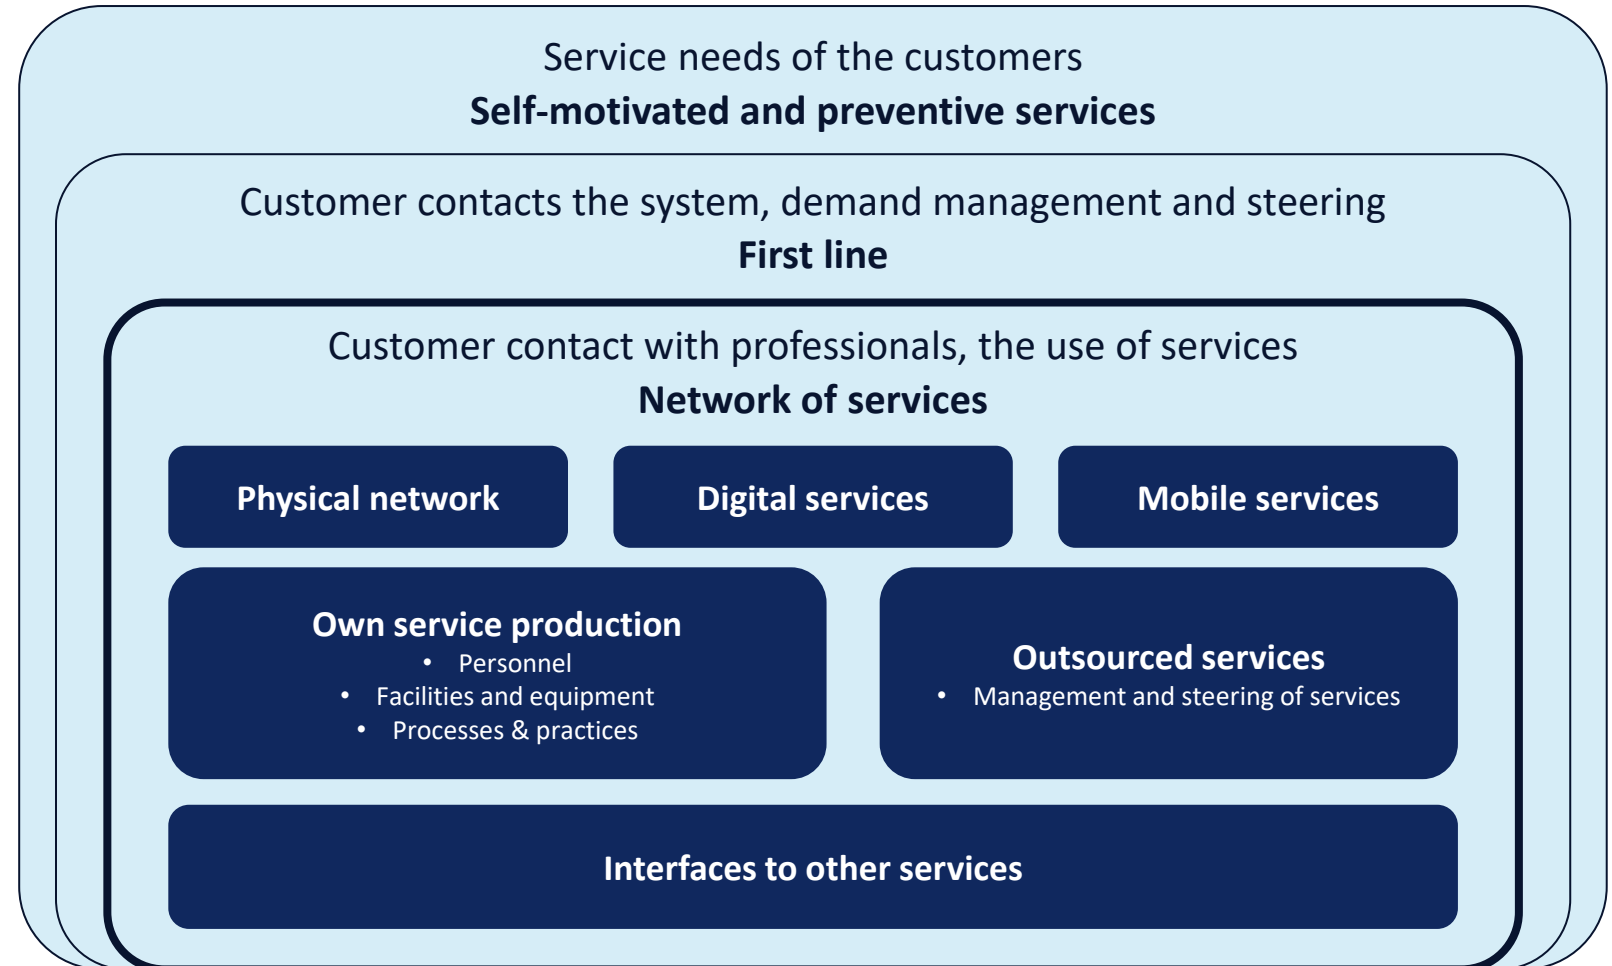 Service needs of the customers
Self-motivated and preventive services
Customer contacts the system, demand management and steering
First line
Customer contact with professionals, the use of services
Network of services
Physical network
Digital services
Mobile services
Own service production
• Personnel
• Facilities and equipment
• Processes & practices
Outsourced services
• Management and steering of services
Interfaces to other services